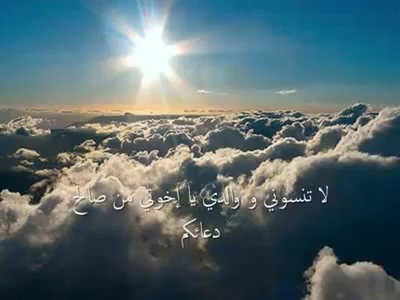 لا تنسوني و والدي يا إخوتي من صالح
دعائكم